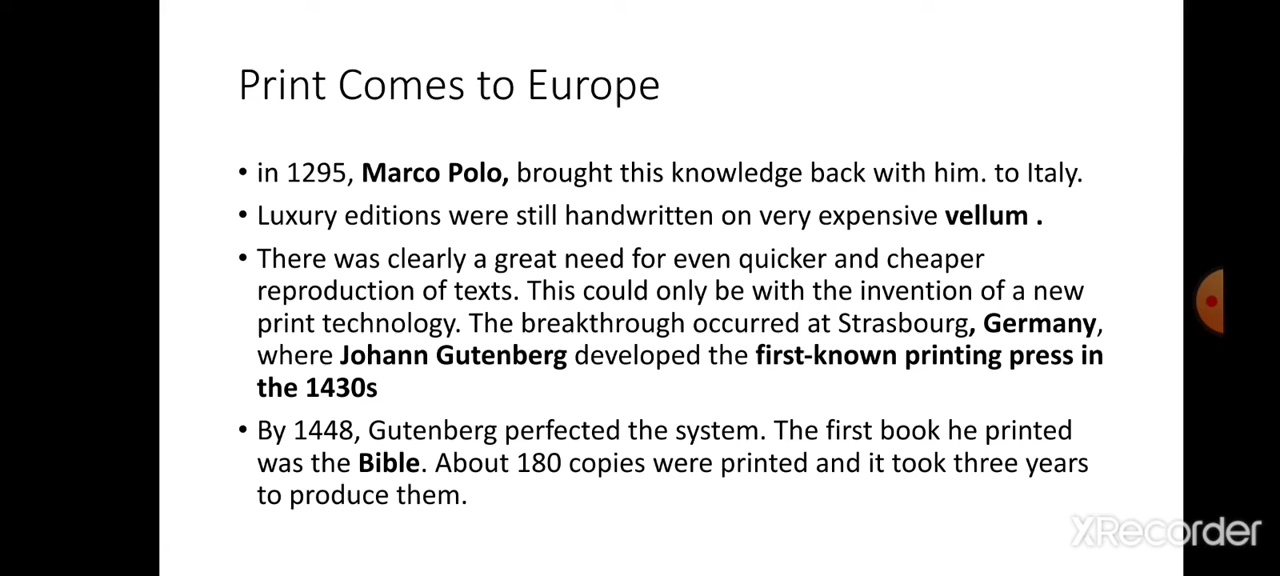 Print Comes to Europe
• in 1295, Marco Polo, brought this knowledge back with him. to Italy.
• Luxury editions were still handwritten on very expensive vellum .
• There was clearly a great need for even quicker and cheaper
reproduction of texts. This could only be with the invention of a new
print technology. The breakthrough occurred at Strasbourg, Germany,
where Johann Gutenberg developed the first-known printing press in
the 1430s
• By 1448, Gutenberg perfected the system. The first book he printed
was the Bible. About 180 copies were printed and it took three years
to produce them.
XRecorder